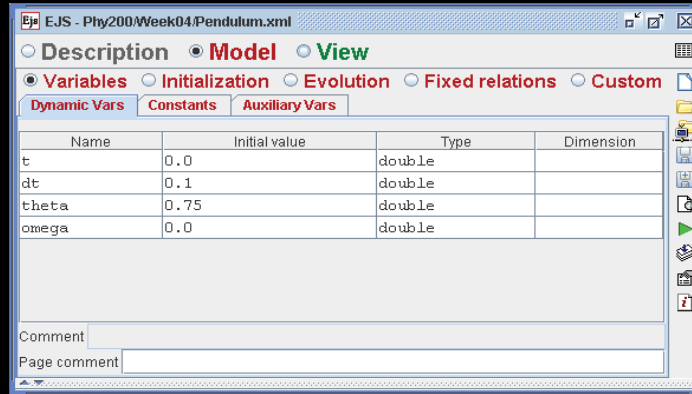 Ejs EJS - Phy200/Week04/Pendulum.xml
Description Model View
Variables Initialization Evolution Fixed relations Custom
Dynamic Vars Constants Auxiliary Vars
Name Initial value Type Dimension
t 0.0 double
dt 0.1 double
theta 0.75 double
omega 0.0 double
Comment
Page comment